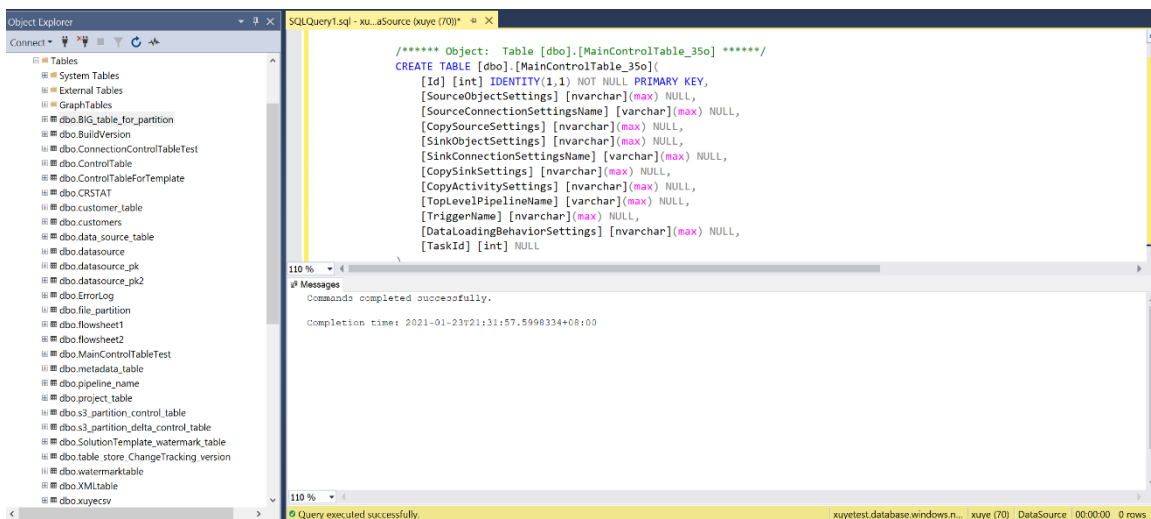 Object Explorer
Connect
Tables
System Tables
External Tables
GraphTables
dbo.BIG_table_for_partition
dbo.BuildVersion
dbo.ConnectionControlTableTest
dbo.ControlTable
dbo.ControlTableForTemplate
dbo.CRSTAT
dbo.customer_table
dbo.customers
dbo.data_source_table
dbo.datasource
dbo.datasource_pk
dbo.datasource_pk2
dbo.ErrorLog
dbo.file_partition
dbo.flowsheet1
dbo.flowsheet2
dbo.MainControlTableTest
dbo.metadata_table
dbo.pipeline_name
dbo.project_table
dbo.s3_partition_control_table
dbo.s3_partition_delta_control_table
dbo.SolutionTemplate_watermark_table
dbo.table_store_ChangeTracking_version
dbo.watermarktable
dbo.XMLtable
dbo.xuyecsv
SQLQuery1.sql - xu...aSource (xuye (70))*
/****** Object:  Table [dbo].[MainControlTable_35o] ******/
CREATE TABLE [dbo].[MainControlTable_35o](
[Id] [int] IDENTITY(1,1) NOT NULL PRIMARY KEY,
[SourceObjectSettings] [nvarchar](max) NULL,
[SourceConnectionSettingsName] [varchar](max) NULL,
[CopySourceSettings] [nvarchar](max) NULL,
[SinkObjectSettings] [nvarchar](max) NULL,
[SinkConnectionSettingsName] [varchar](max) NULL,
[CopySinkSettings] [nvarchar](max) NULL,
[CopyActivitySettings] [nvarchar](max) NULL,
[TopLevelPipelineName] [varchar](max) NULL,
[TriggerName] [nvarchar](max) NULL,
[DataLoadingBehaviorSettings] [nvarchar](max) NULL,
[TaskId] [int] NULL
)
110 %
Messages
Commands completed successfully.
Completion time: 2021-01-23T21:31:57.5998334+08:00
110 %
Query executed successfully.
xuyetest.database.windows.n... xuye (70) DataSource 00:00:00 0 rows